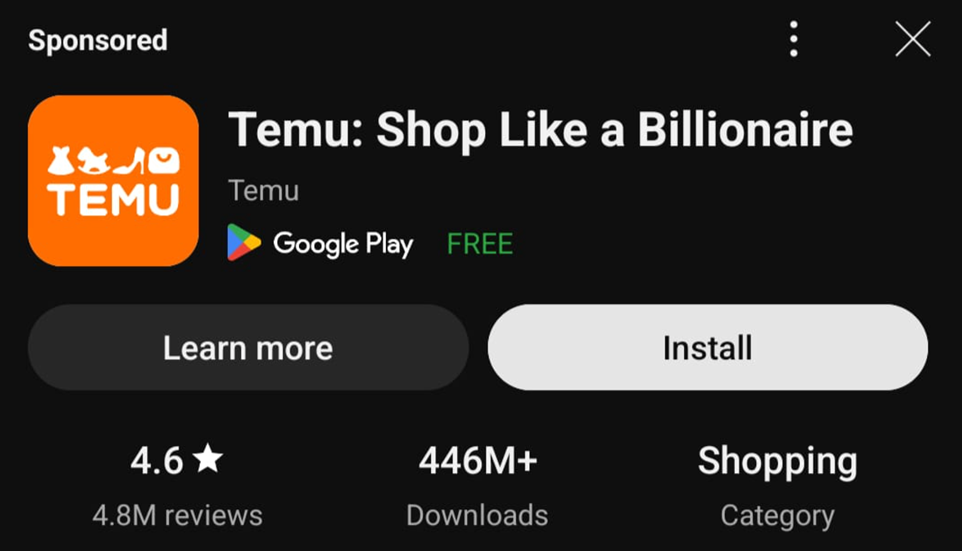 Sponsored
TEMU
Temu: Shop Like a Billionaire
Temu
Google Play FREE
Learn more
Install
4.6 ★
4.8M reviews
446M+
Downloads
Shopping
Category